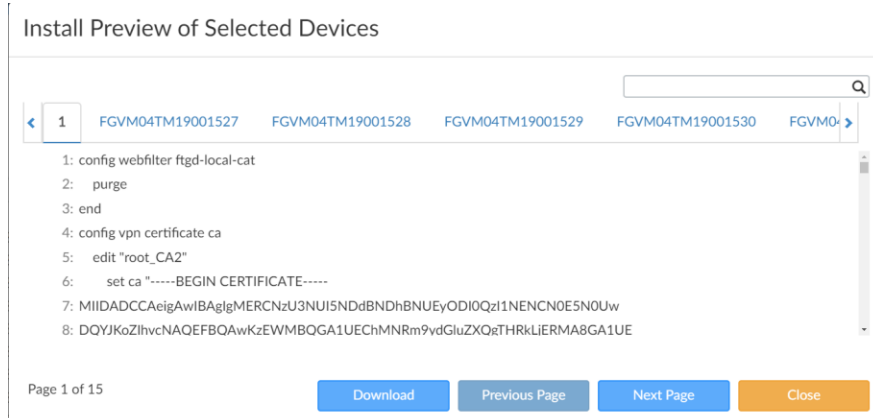 Install Preview of Selected Devices
1 FGVM04TM19001527 FGVM04TM19001528 FGVM04TM19001529 FGVM04TM19001530 FGVM04
1: config webfilter ftgd-local-cat
2: purge
3: end
4: config vpn certificate ca
5: edit "root_CA2"
6: set ca "-----BEGIN CERTIFICATE-----
7: MIIDADCCAeigAwIBAgIgMERCNzU3NUI5NDdBNDhBNUEyODI0QzI1NENCN0E5N0Uw
8: DQYJKoZIhvcNAQEFBQAwKzEWMBQGA1UEChMNRm9ydGluZXQgTHRkLjERMA8GA1UE
Page 1 of 15 Download Previous Page Next Page Close